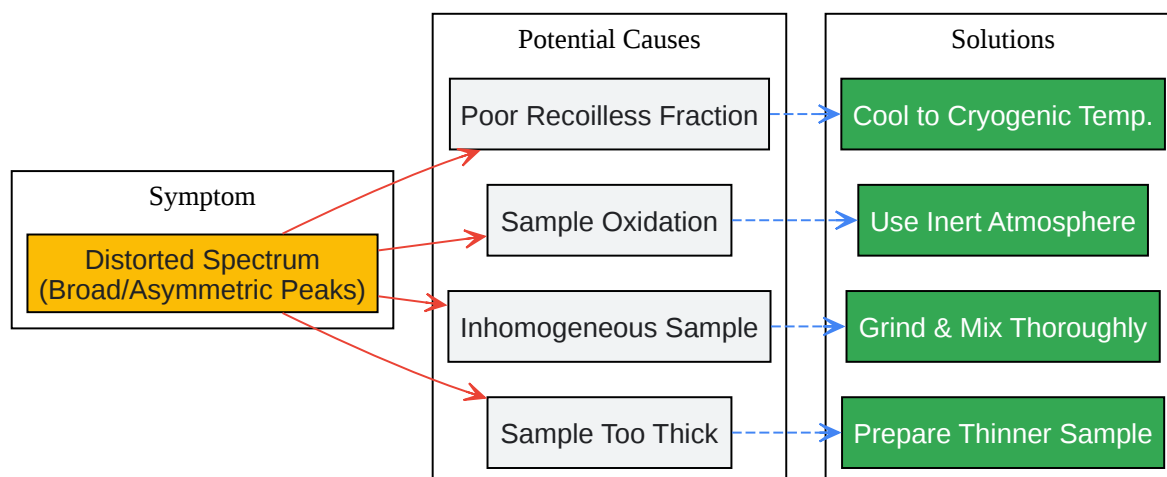 Symptom
Distorted Spectrum
(Broad/Asymmetric Peaks)
Potential Causes
Poor Recoilless Fraction
Sample Oxidation
Inhomogeneous Sample
Sample Too Thick
Solutions
Cool to Cryogenic Temp.
Use Inert Atmosphere
Grind & Mix Thoroughly
Prepare Thinner Sample